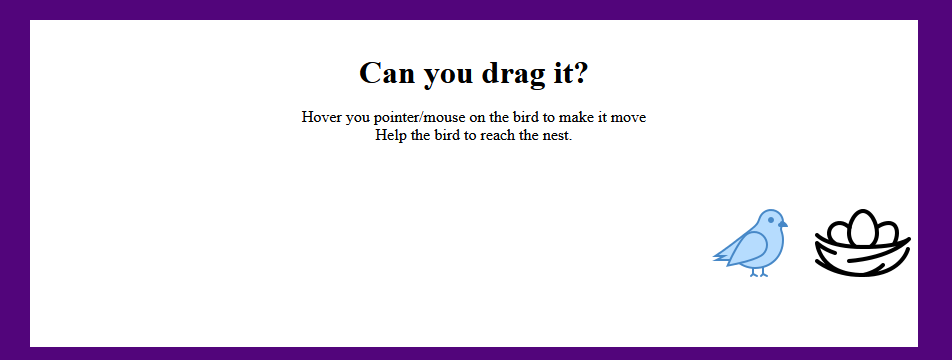 Can you drag it?
Hover you pointer/mouse on the bird to make it move
Help the bird to reach the nest.